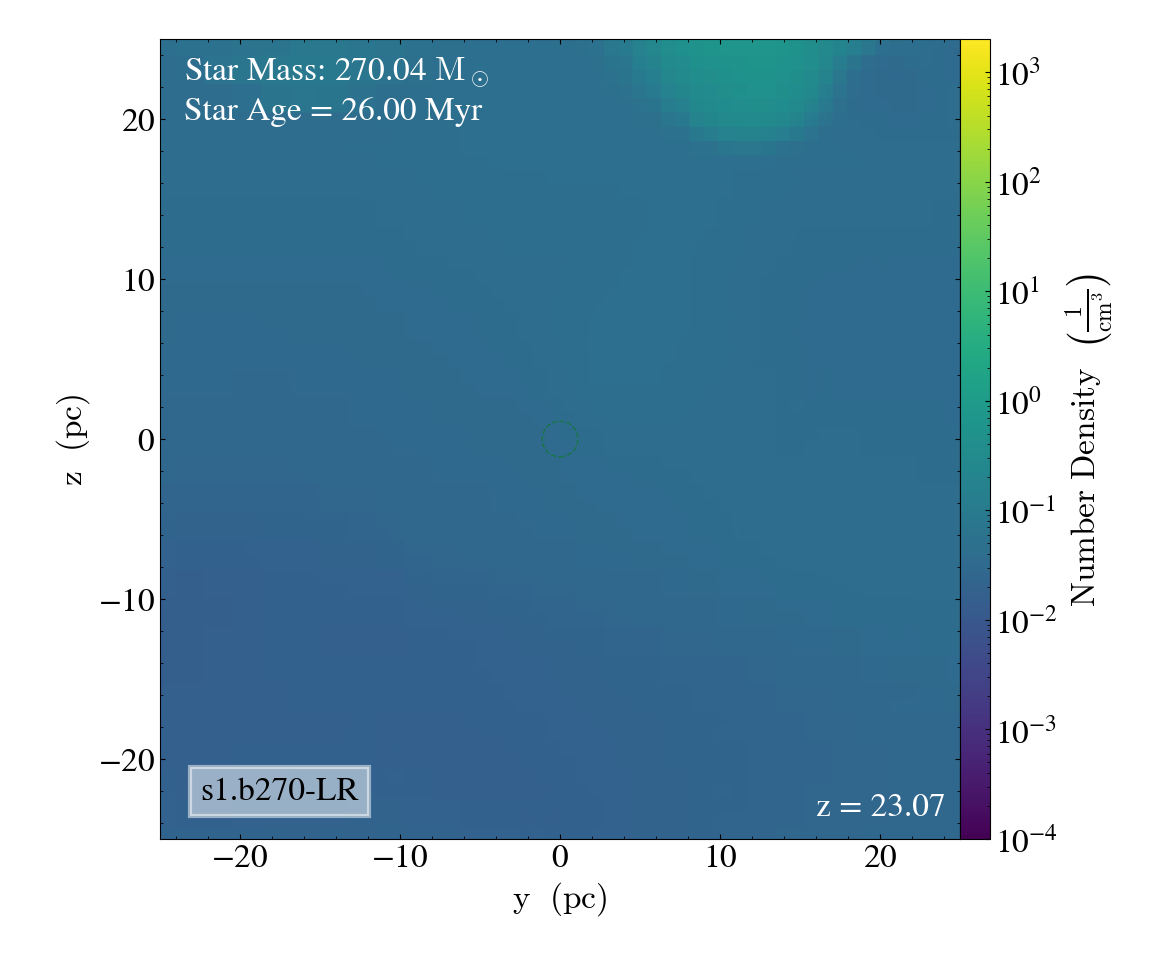 Star Mass: 270.04 M⊙
Star Age = 26.00 Myr
20
10
0
−10
−20
z (pc)
s1.b270-LR
z = 23.07
−20
−10
0
10
20
y (pc)
10³
10²
10¹
10⁰
10⁻¹
10⁻²
10⁻³
10⁻⁴
Number Density (1/cm³)